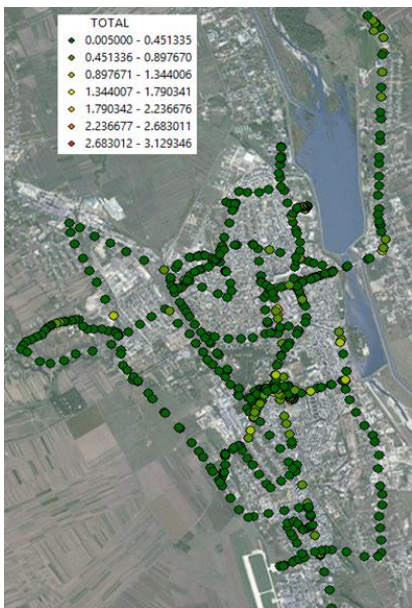 TOTAL
0.005000 - 0.451335
0.451336 - 0.897670
0.897671 - 1.344006
1.344007 - 1.790341
1.790342 - 2.236676
2.236677 - 2.683011
2.683012 - 3.129346